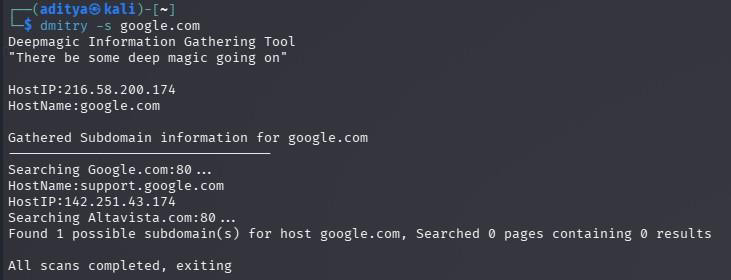 ┌──(aditya㉿kali)-[~]
└─$ dmitry -s google.com
Deepmagic Information Gathering Tool
"There be some deep magic going on"

HostIP:216.58.200.174
HostName:google.com

Gathered Subdomain information for google.com
---------------------------------
Searching Google.com:80...
HostName:support.google.com
HostIP:142.251.43.174
Searching Altavista.com:80...
Found 1 possible subdomain(s) for host google.com, Searched 0 pages containing 0 results

All scans completed, exiting